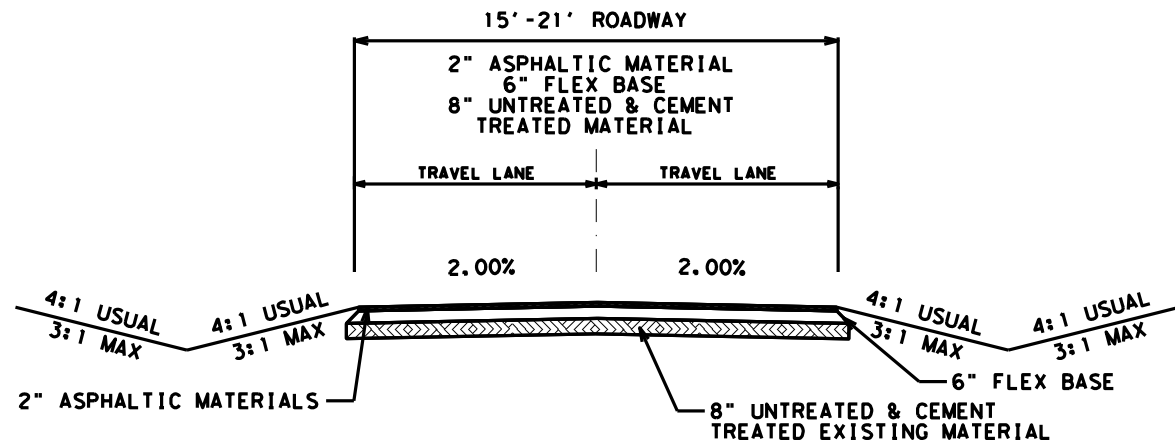 15'-21' ROADWAY
2" ASPHALTIC MATERIAL
6" FLEX BASE
8" UNTREATED & CEMENT
TREATED MATERIAL
TRAVEL LANE
TRAVEL LANE
2.00%
2.00%
4:1 USUAL
3:1 MAX
4:1 USUAL
3:1 MAX
4:1 USUAL
3:1 MAX
4:1 USUAL
3:1 MAX
2" ASPHALTIC MATERIALS
6" FLEX BASE
8" UNTREATED & CEMENT
TREATED EXISTING MATERIAL